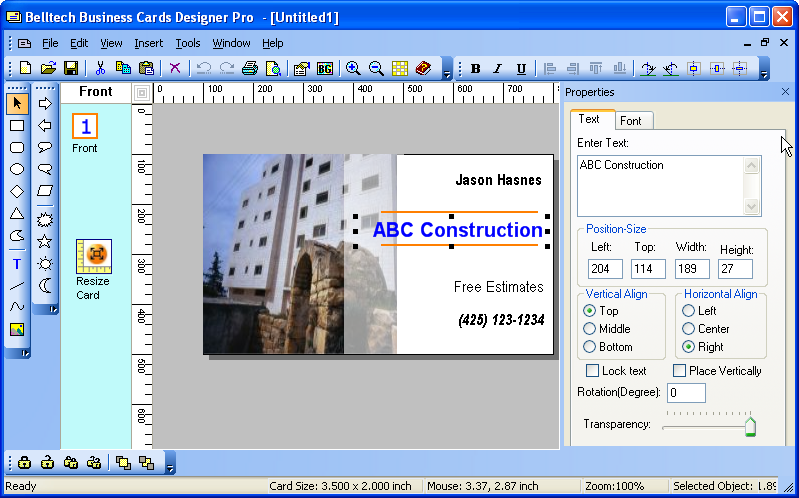 Belltech Business Cards Designer Pro - [Untitled1]
File Edit View Insert Tools Window Help
BG B I U
Front
0 100 200 300 400 500 600 700
Properties
Text Font
1
Front
Enter Text:
ABC Construction
0
100
200
300
400
500
600
Jason Hasnes
ABC Construction
Free Estimates
(425) 123-1234
T
Resize
Card
Position-Size
Left: Top: Width: Height:
204 114 189 27
Vertical Align Horizontal Align
Top Left
Middle Center
Bottom Right
Lock text Place Vertically
Rotation(Degree): 0
Transparency:
Ready Card Size: 3.500 x 2.000 inch Mouse: 3.37, 2.87 inch Zoom:100% Selected Object: 1.89